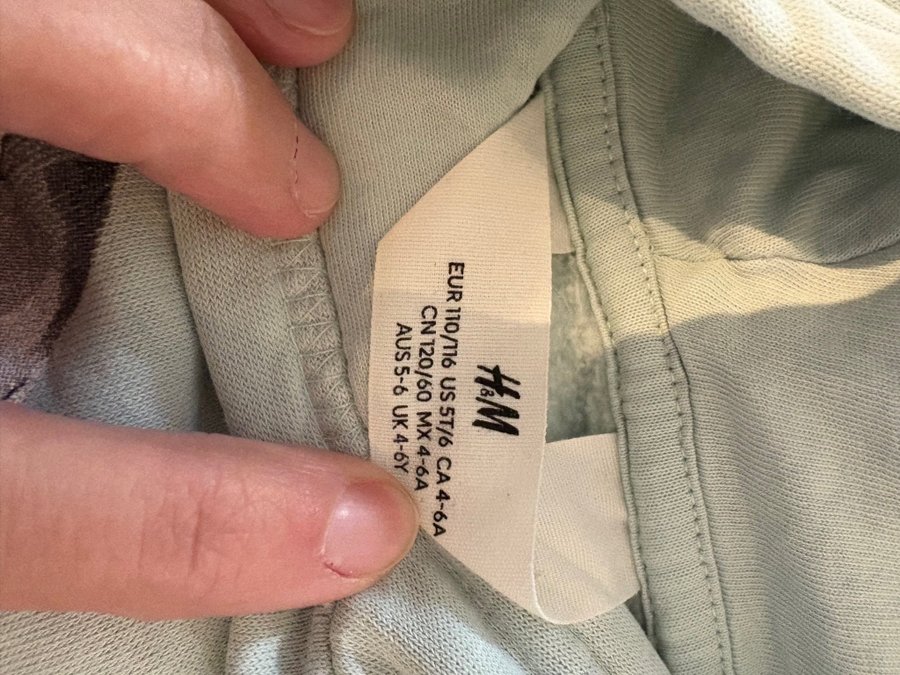 H&M
EUR 110/116 US 5T/6 CA 4-6A
CN 120/60 MX 4-6A
AUS 5-6 UK 4-6Y